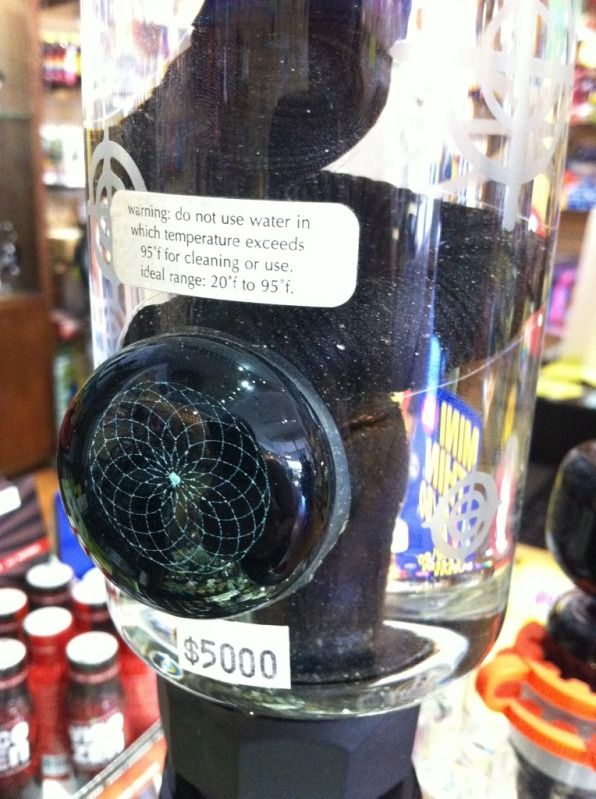 warning: do not use water in
which temperature exceeds
95°f for cleaning or use.
ideal range: 20°f to 95°f.
MINI
$5000